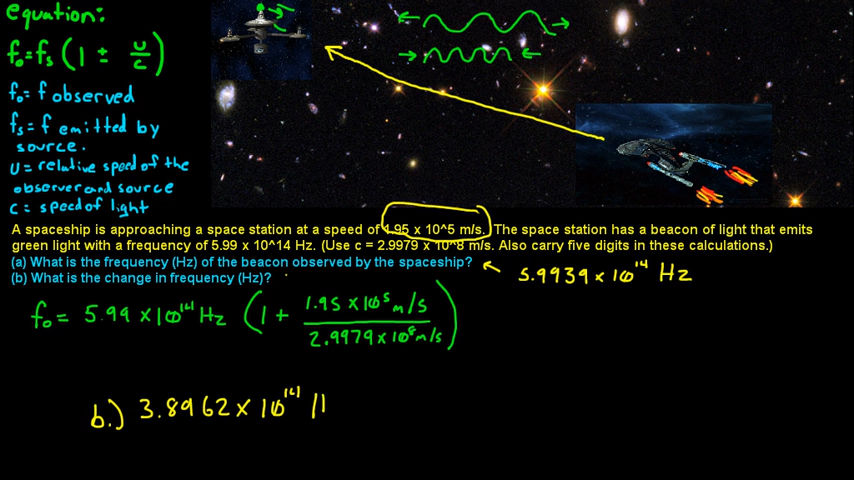 equation:
f₀=fₛ (1 ± u/c)
f₀= f observed
fₛ= f emitted by
source.
u= relative speed of the
observer and source
c = speed of light
A spaceship is approaching a space station at a speed of 1.95 x 10^5 m/s. The space station has a beacon of light that emits
green light with a frequency of 5.99 x 10^14 Hz. (Use c = 2.9979 x 10^8 m/s. Also carry five digits in these calculations.)
(a) What is the frequency (Hz) of the beacon observed by the spaceship?
(b) What is the change in frequency (Hz)?
5.9939 x 10¹⁴ Hz
f₀ = 5.99 x 10¹⁴ Hz (1 + 1.95 x 10⁵ m/s / 2.9979 x 10⁸ m/s)
b.) 3.8962 x 10¹⁴